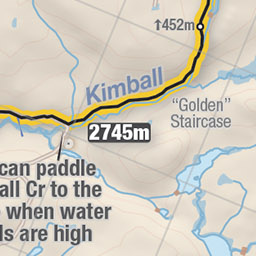 ↑452m
Kimball
"Golden"
Staircase
2745m
can paddle
all Cr to the
when water
ls are high